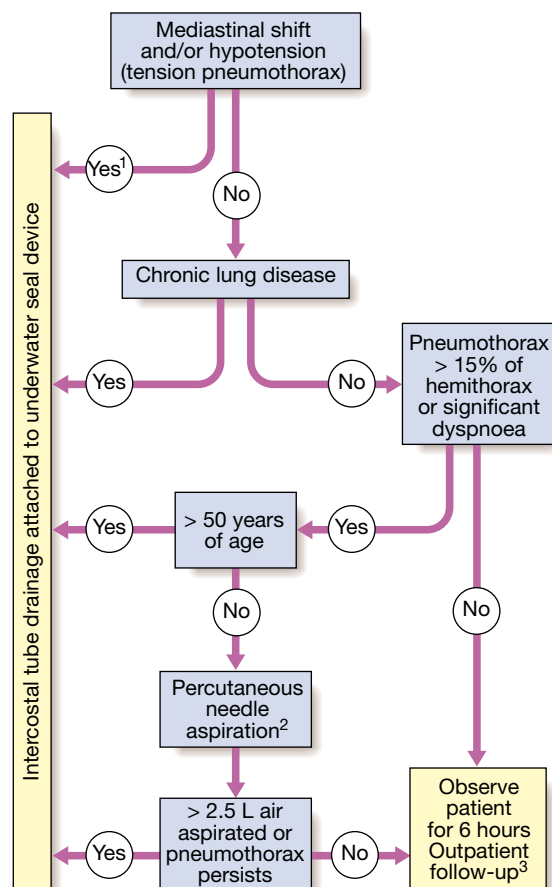 Mediastinal shift
and/or hypotension
(tension pneumothorax)
Yes¹
No
Chronic lung disease
Yes
No
Pneumothorax
> 15% of
hemithorax
or significant
dyspnoea
Yes
> 50 years
of age
Yes
No
No
Percutaneous
needle
aspiration²
> 2.5 L air
aspirated or
pneumothorax
persists
Yes
No
Observe
patient
for 6 hours
Outpatient
follow-up³
Intercostal tube drainage attached to underwater seal device